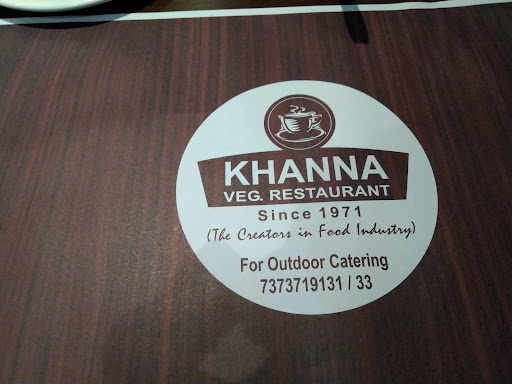 KHANNA
VEG. RESTAURANT
Since 1971
(The Creators in Food Industry)
For Outdoor Catering
7373719131 / 33